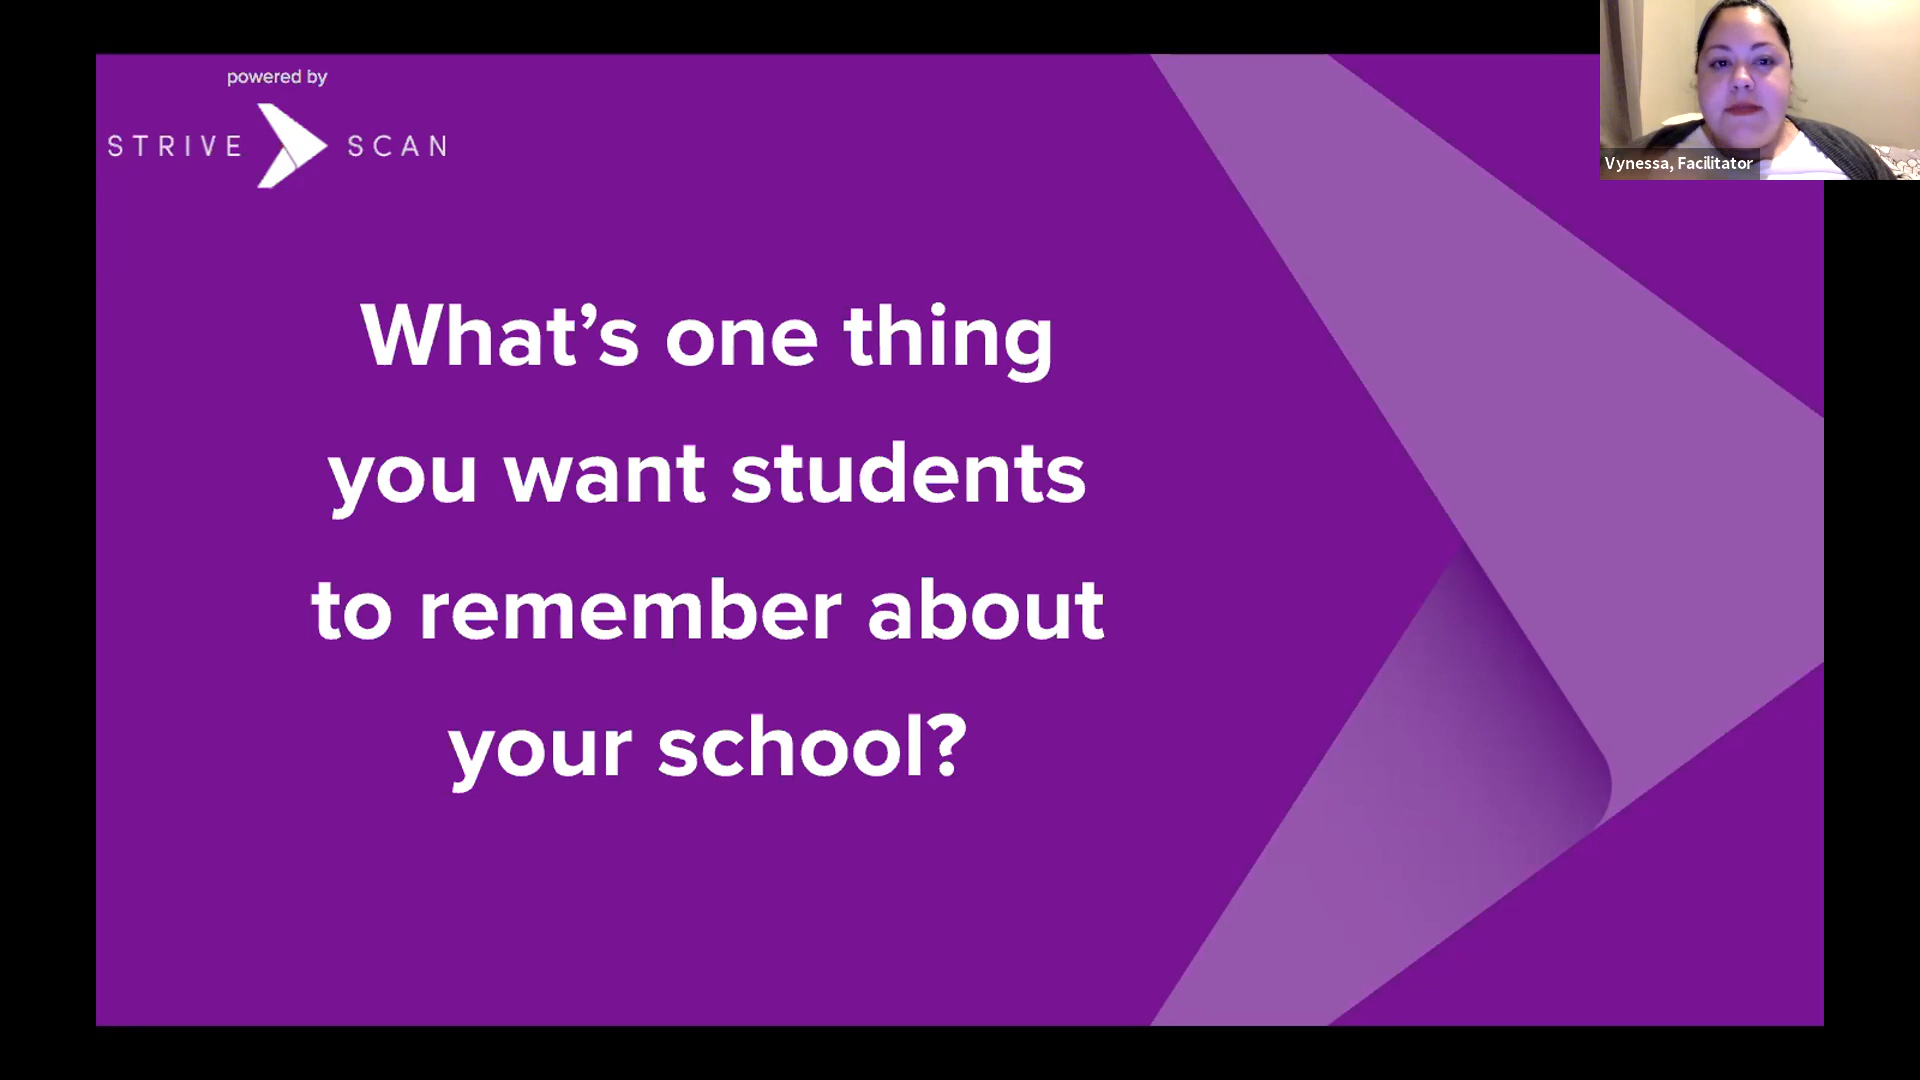 powered by
STRIVE SCAN
Vynessa, Facilitator
What’s one thing
you want students
to remember about
your school?